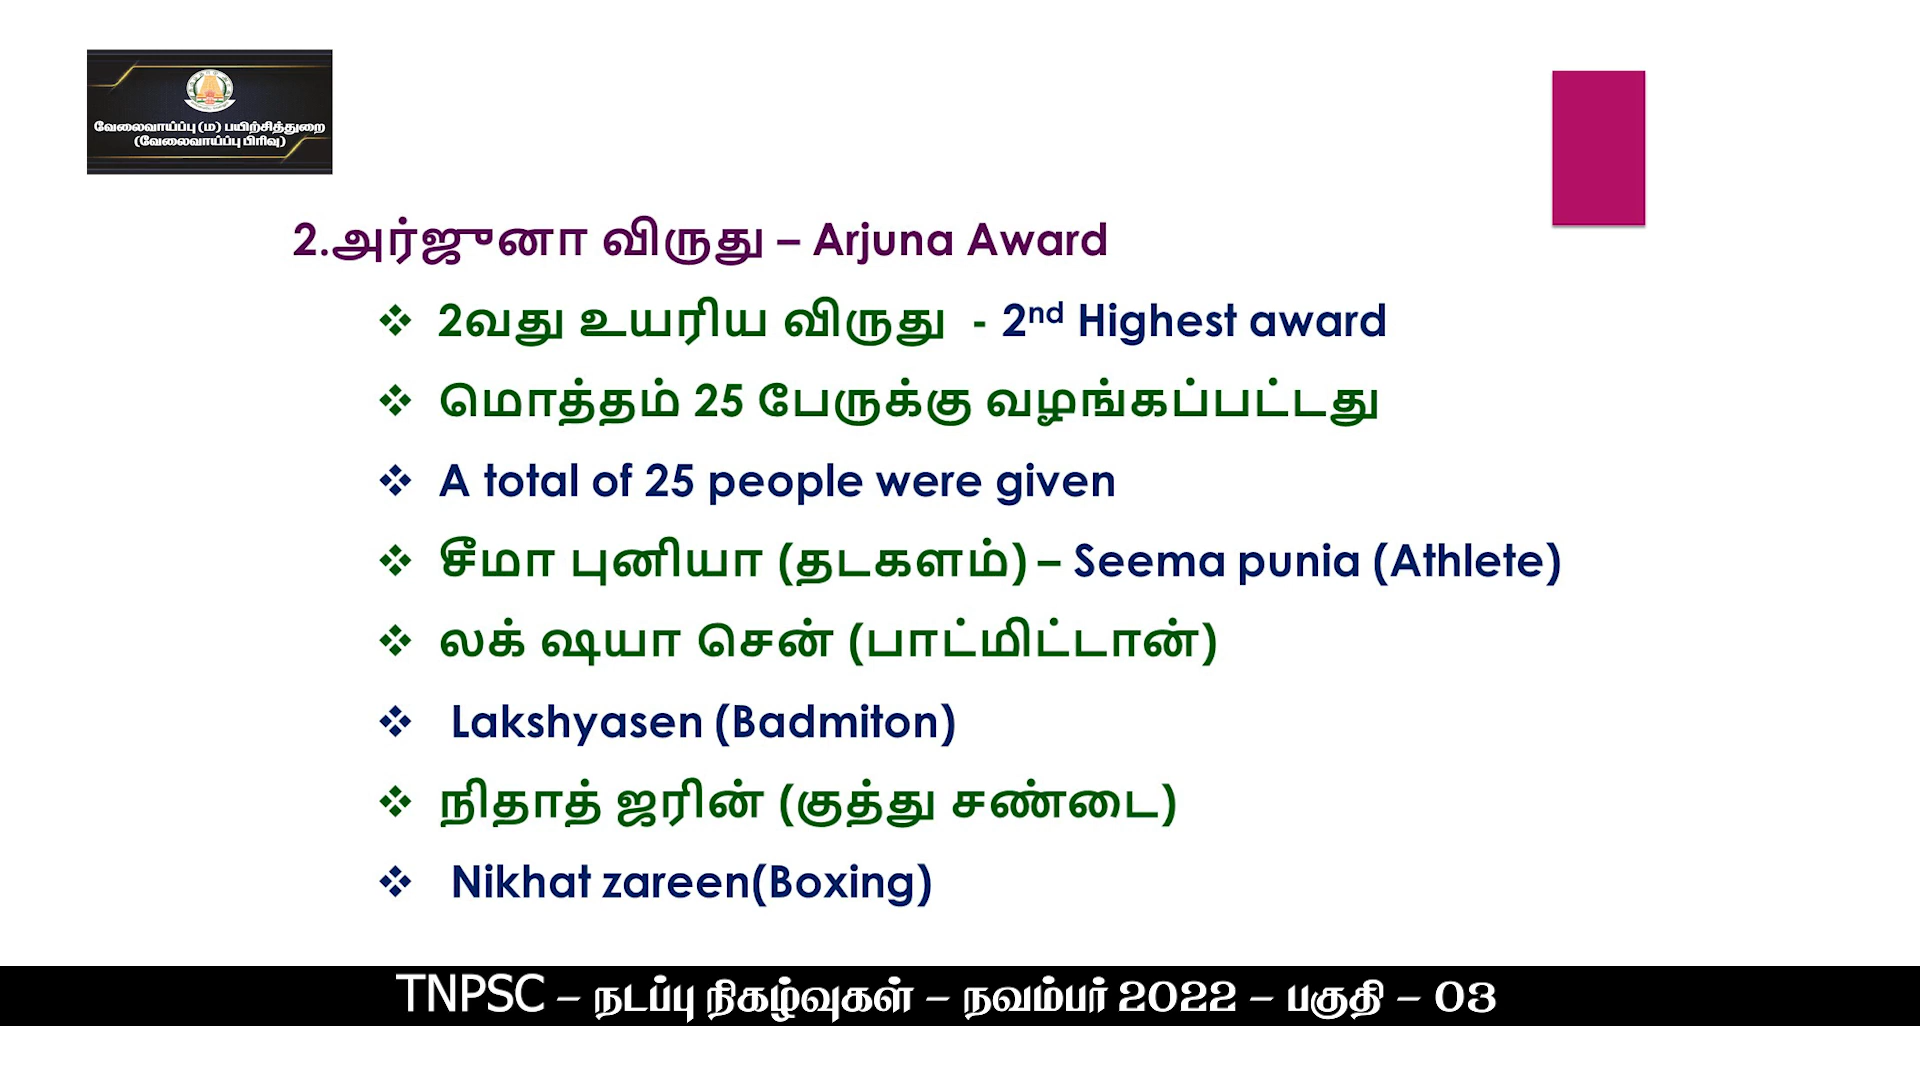 வேலைவாய்ப்பு (ம) பயிற்சித்துறை
(வேலைவாய்ப்பு பிரிவு)
2.அர்ஜுனா விருது – Arjuna Award
❖ 2வது உயரிய விருது - 2nd Highest award
❖ மொத்தம் 25 பேருக்கு வழங்கப்பட்டது
❖ A total of 25 people were given
❖ சீமா புனியா (தடகளம்) – Seema punia (Athlete)
❖ லக் ஷயா சென் (பாட்மிட்டான்)
❖ Lakshyasen (Badmiton)
❖ நிதாத் ஜரின் (குத்து சண்டை)
❖ Nikhat zareen(Boxing)
TNPSC – நடப்பு நிகழ்வுகள் – நவம்பர் 2022 – பகுதி – 03